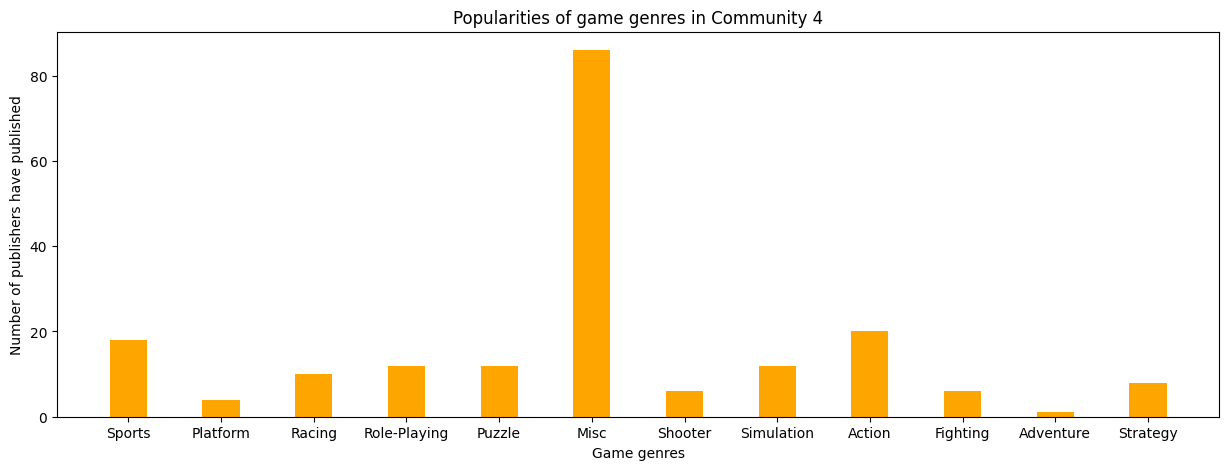 Popularities of game genres in Community 4
Number of publishers have published
80
60
40
20
0
Sports Platform Racing Role-Playing Puzzle Misc Shooter Simulation Action Fighting Adventure Strategy
Game genres